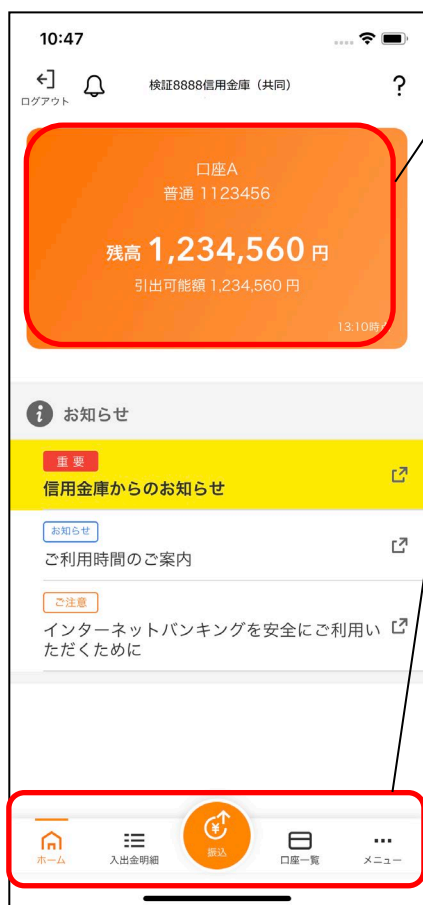 10:47
検証8888信用金庫（共同）
?
ログアウト
口座A
普通 1123456
残高 1,234,560 円
引出可能額 1,234,560 円
13:10時
お知らせ
重要
信用金庫からのお知らせ
お知らせ
ご利用時間のご案内
ご注意
インターネットバンキングを安全にご利用い
ただくために
ホーム
入出金明細
振込
口座一覧
メニュー